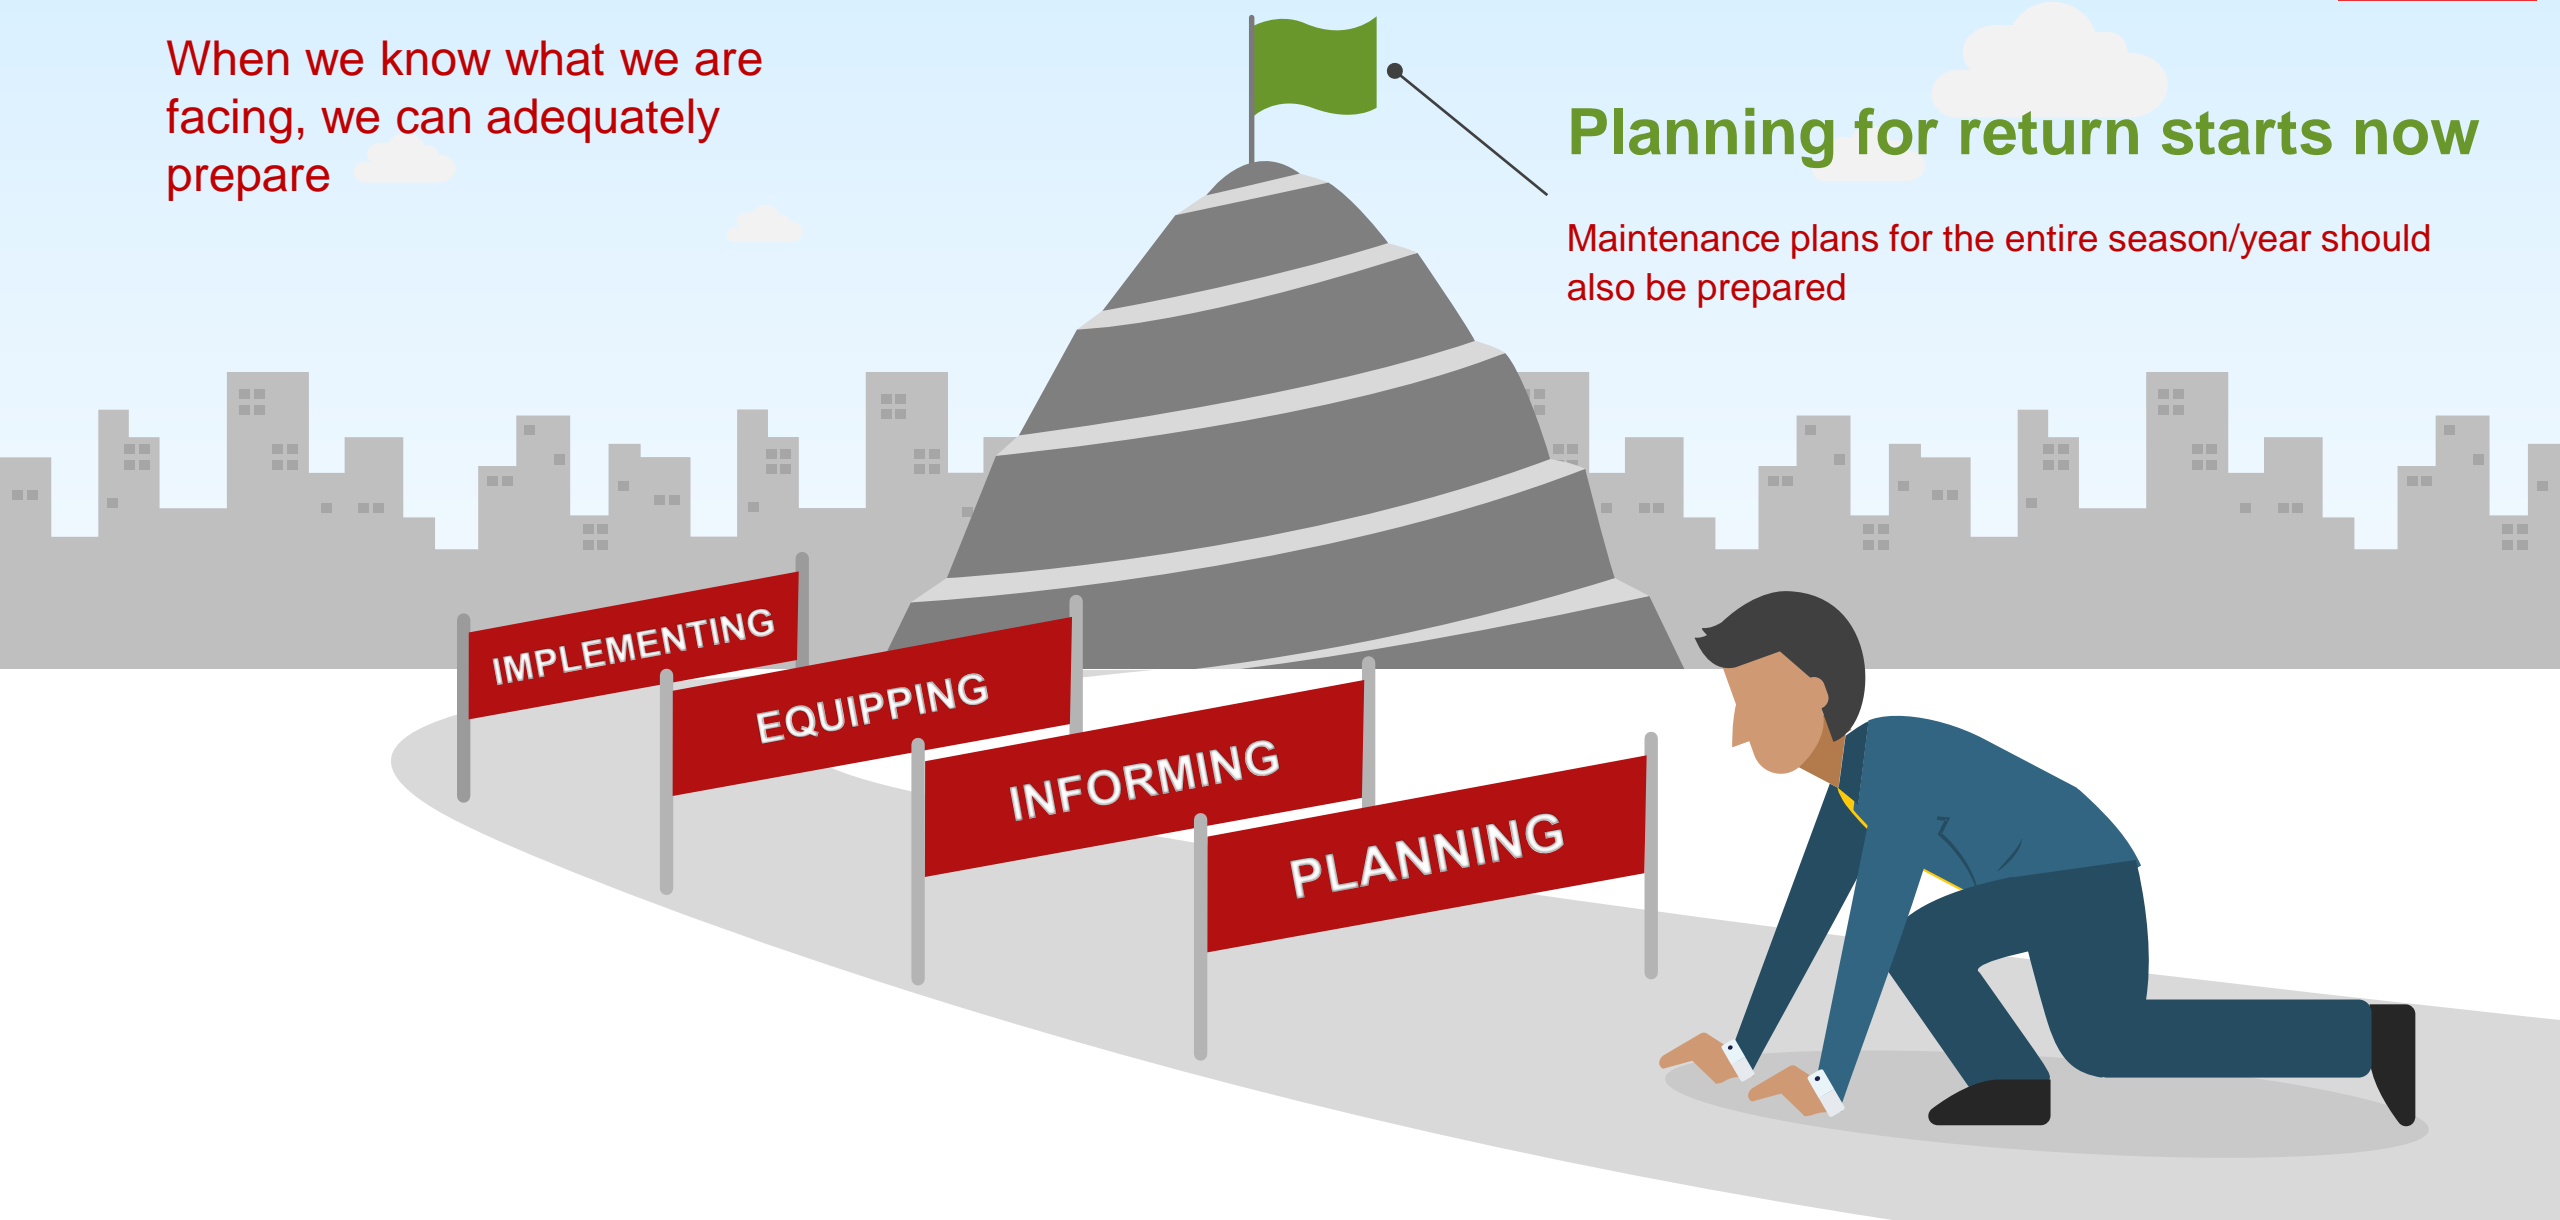 When we know what we are
facing, we can adequately
prepare
Planning for return starts now
Maintenance plans for the entire season/year should
also be prepared
IMPLEMENTING
EQUIPPING
INFORMING
PLANNING